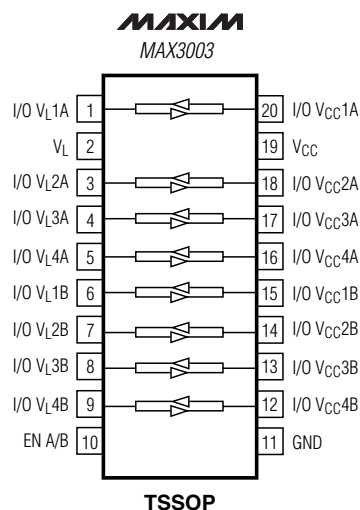 MAXIM
MAX3003
I/O VL1A 1 20 I/O VCC1A
VL 2 19 VCC
I/O VL2A 3 18 I/O VCC2A
I/O VL3A 4 17 I/O VCC3A
I/O VL4A 5 16 I/O VCC4A
I/O VL1B 6 15 I/O VCC1B
I/O VL2B 7 14 I/O VCC2B
I/O VL3B 8 13 I/O VCC3B
I/O VL4B 9 12 I/O VCC4B
EN A/B 10 11 GND
TSSOP